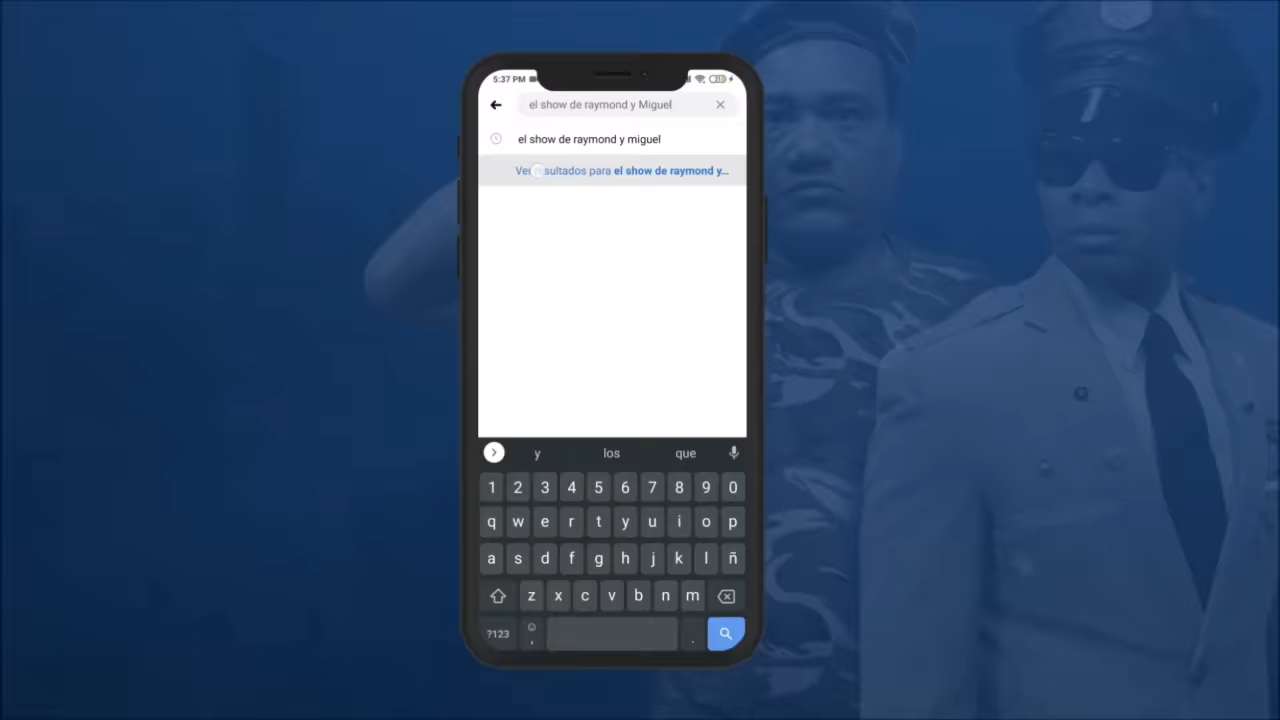 5:37 PM
el show de raymond y Miguel
el show de raymond y miguel
Ver sultados para el show de raymond y...
y los que
1 2 3 4 5 6 7 8 9 0
q w e r t y u i o p
a s d f g h j k l ñ
z x c v b n m
?123 , .